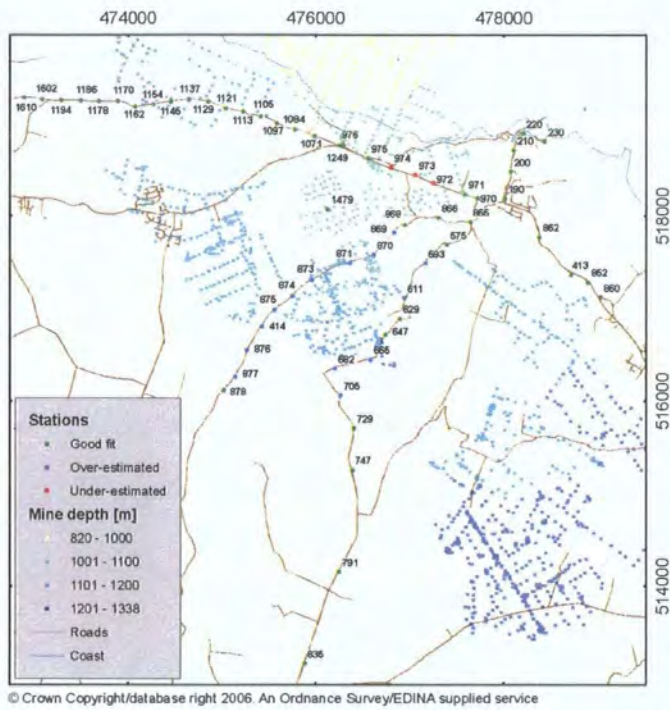 474000 476000 478000
1602 1186 1170 1154 1137
1610 1194 1178 1162 1146 1129 1121 1105
1113 1084
1097 976
1071 975
1249 974 973
972 971
970
220 230
210
200
190
1479
868 866 865
869 575
870 693
871
873
874
875
414
876
877
878
611
629
647
665
682
705
729
747
791
835
862
413 862
860
518000
516000
514000
Stations
Good fit
Over-estimated
Under-estimated
Mine depth [m]
820 - 1000
1001 - 1100
1101 - 1200
1201 - 1338
Roads
Coast
© Crown Copyright/database right 2006. An Ordnance Survey/EDINA supplied service